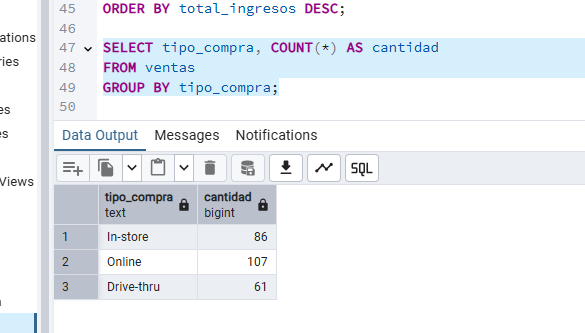 45 ORDER BY total_ingresos DESC;
46
47 SELECT tipo_compra, COUNT(*) AS cantidad
48 FROM ventas
49 GROUP BY tipo_compra;
50
ations
ries
es
es
Views
Data Output Messages Notifications
SQL
tipo_compra cantidad
text bigint
1 In-store 86
2 Online 107
3 Drive-thru 61